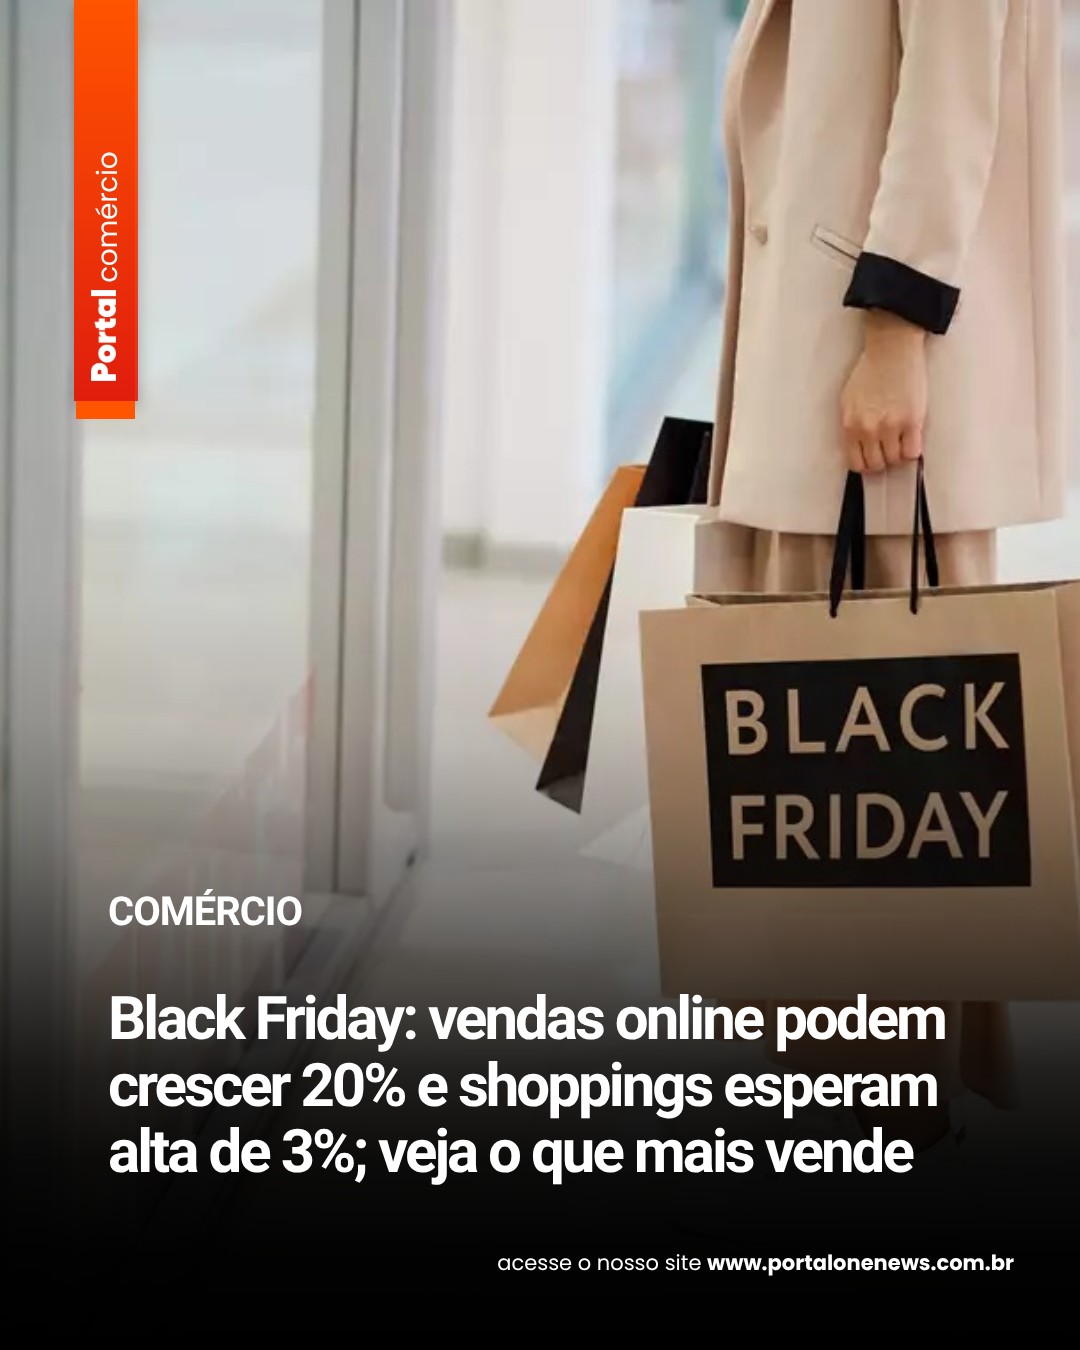 Portal comércio
BLACK
FRIDAY
COMÉRCIO
Black Friday: vendas online podem
crescer 20% e shoppings esperam
alta de 3%; veja o que mais vende
acesse o nosso site www.portalonenews.com.br